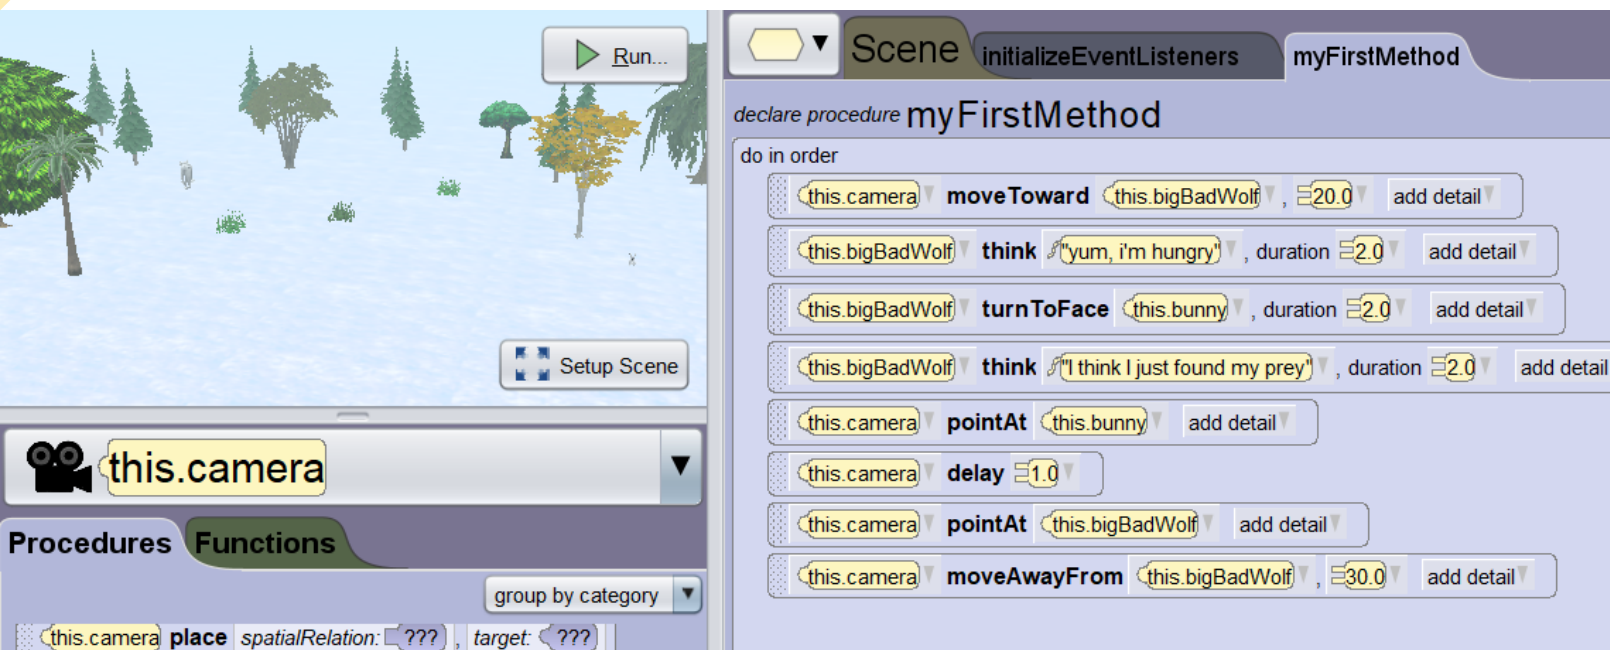 Run...
Setup Scene
this.camera
Procedures Functions
group by category
this.camera place spatialRelation: ??? , target: ???
Scene initializeEventListeners myFirstMethod
declare procedure myFirstMethod
do in order
this.camera moveToward this.bigBadWolf , 20.0 add detail
this.bigBadWolf think "yum, i'm hungry" , duration 2.0 add detail
this.bigBadWolf turnToFace this.bunny , duration 2.0 add detail
this.bigBadWolf think "I think I just found my prey" , duration 2.0 add detail
this.camera pointAt this.bunny add detail
this.camera delay 1.0
this.camera pointAt this.bigBadWolf add detail
this.camera moveAwayFrom this.bigBadWolf , 30.0 add detail